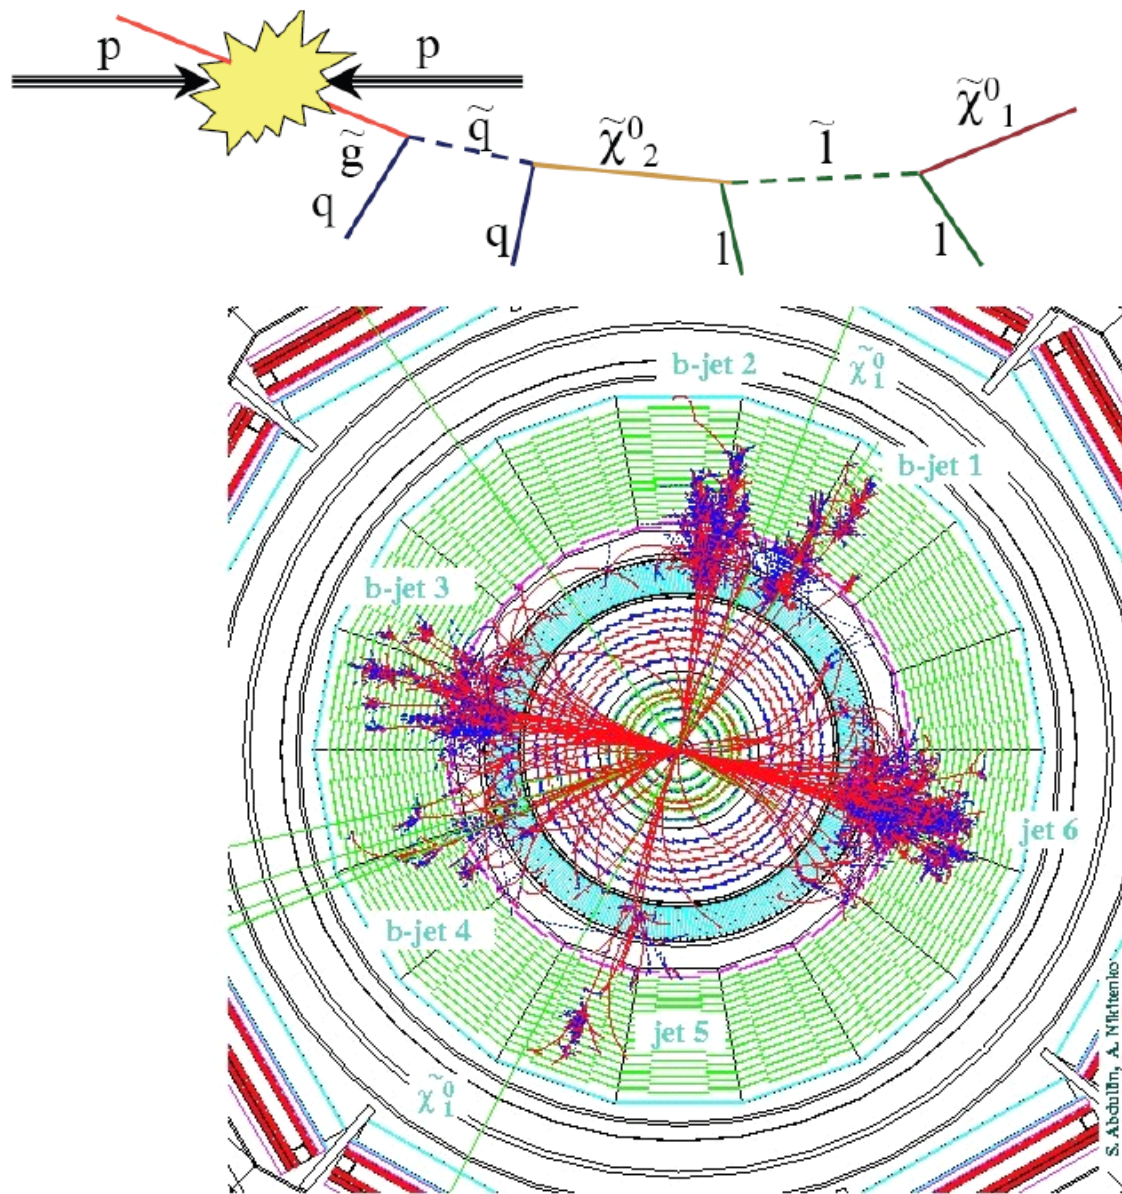 p p
g̃ q̃ χ̃⁰₂ l̃ χ̃⁰₁
q q l l
b-jet 2 χ̃⁰₁
b-jet 1
b-jet 3
jet 6
b-jet 4
jet 5
χ̃⁰₁
S. Abdullin, A. Nikitenko